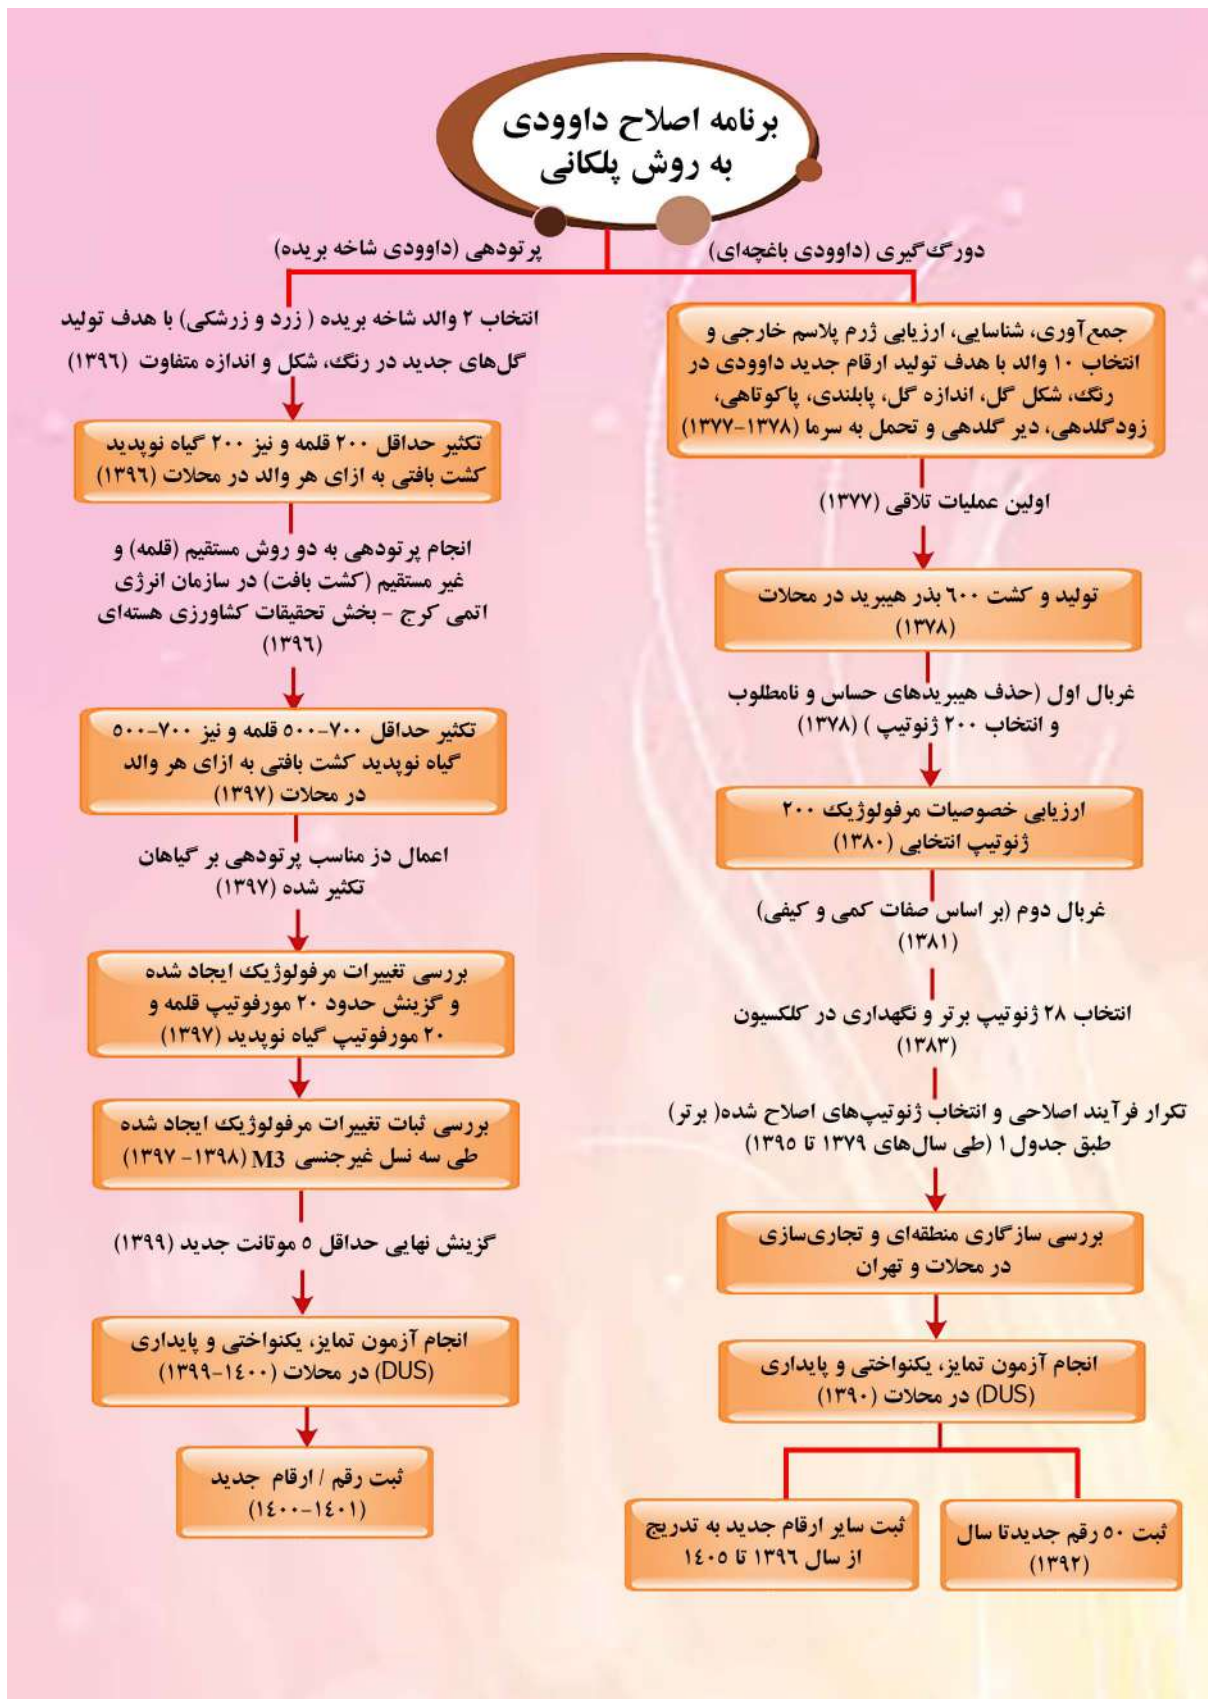 برنامه اصلاح داوودی
به روش پلکانی
دورگ‌گیری (داوودی باغچه‌ای)
جمع‌آوری، شناسایی، ارزیابی ژرم پلاسم خارجی و
انتخاب ۱۰ والد با هدف تولید ارقام جدید داوودی در
رنگ، شکل گل، اندازه گل، پابلندی، پاکوتاهی،
زودگلدهی، دیر گلدهی و تحمل به سرما (۱۳۷۸-۱۳۷۷)
اولین عملیات تلاقی (۱۳۷۷)
تولید و کشت ۶۰۰ بذر هیبرید در محلات
(۱۳۷۸)
غربال اول (حذف هیبریدهای حساس و نامطلوب
و انتخاب ۲۰۰ ژنوتیپ ) (۱۳۷۸)
ارزیابی خصوصیات مرفولوژیک ۲۰۰
ژنوتیپ انتخابی (۱۳۸۰)
غربال دوم (بر اساس صفات کمی و کیفی)
(۱۳۸۱)
انتخاب ۲۸ ژنوتیپ برتر و نگهداری در کلکسیون
(۱۳۸۳)
تکرار فرآیند اصلاحی و انتخاب ژنوتیپ‌های اصلاح شده( برتر)
طبق جدول ۱ (طی سال‌های ۱۳۷۹ تا ۱۳۹۵)
بررسی سازگاری منطقه‌ای و تجاری‌سازی
در محلات و تهران
انجام آزمون تمایز، یکنواختی و پایداری
(DUS) در محلات (۱۳۹۰)
ثبت ۵۰ رقم جدیدتا سال
(۱۳۹۲)
ثبت سایر ارقام جدید به تدریج
از سال ۱۳۹۶ تا ۱۴۰۵
پرتودهی (داوودی شاخه بریده)
انتخاب ۲ والد شاخه بریده ( زرد و زرشکی) با هدف تولید
گل‌های جدید در رنگ، شکل و اندازه متفاوت (۱۳۹۶)
تکثیر حداقل ۲۰۰ قلمه و نیز ۲۰۰ گیاه نوپدید
کشت بافتی به ازای هر والد در محلات (۱۳۹۶)
انجام پرتودهی به دو روش مستقیم (قلمه) و
غیر مستقیم (کشت بافت) در سازمان انرژی
اتمی کرج - بخش تحقیقات کشاورزی هسته‌ای
(۱۳۹۶)
تکثیر حداقل ۷۰۰-۵۰۰ قلمه و نیز ۷۰۰-۵۰۰
گیاه نوپدید کشت بافتی به ازای هر والد
در محلات (۱۳۹۷)
اعمال دز مناسب پرتودهی بر گیاهان
تکثیر شده (۱۳۹۷)
بررسی تغییرات مرفولوژیک ایجاد شده
و گزینش حدود ۲۰ مورفوتیپ قلمه و
۲۰ مورفوتیپ گیاه نوپدید (۱۳۹۷)
بررسی ثبات تغییرات مرفولوژیک ایجاد شده
طی سه نسل غیرجنسی M3 (۱۳۹۸- ۱۳۹۷)
گزینش نهایی حداقل ۵ موتانت جدید (۱۳۹۹)
انجام آزمون تمایز، یکنواختی و پایداری
(DUS) در محلات (۱۴۰۰-۱۳۹۹)
ثبت رقم / ارقام جدید
(۱۴۰۰-۱۴۰۱)